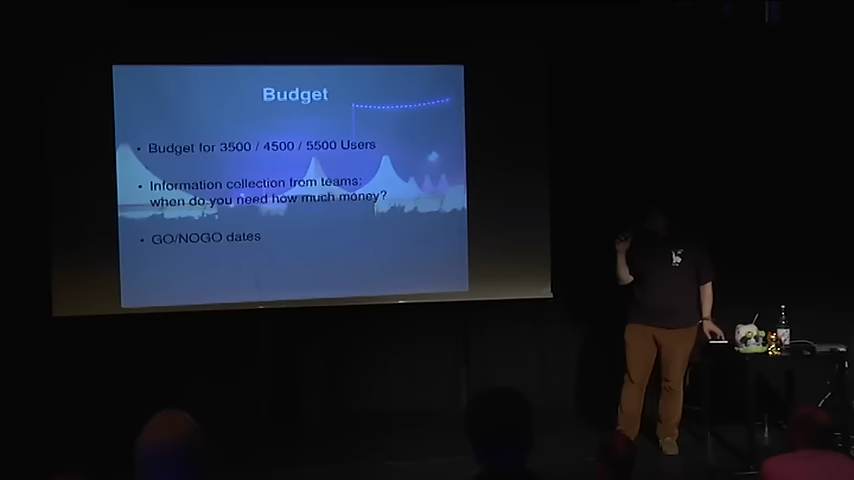 Budget
• Budget for 3500 / 4500 / 5500 Users
• Information collection from teams:
when do you need how much money?
• GO/NOGO dates